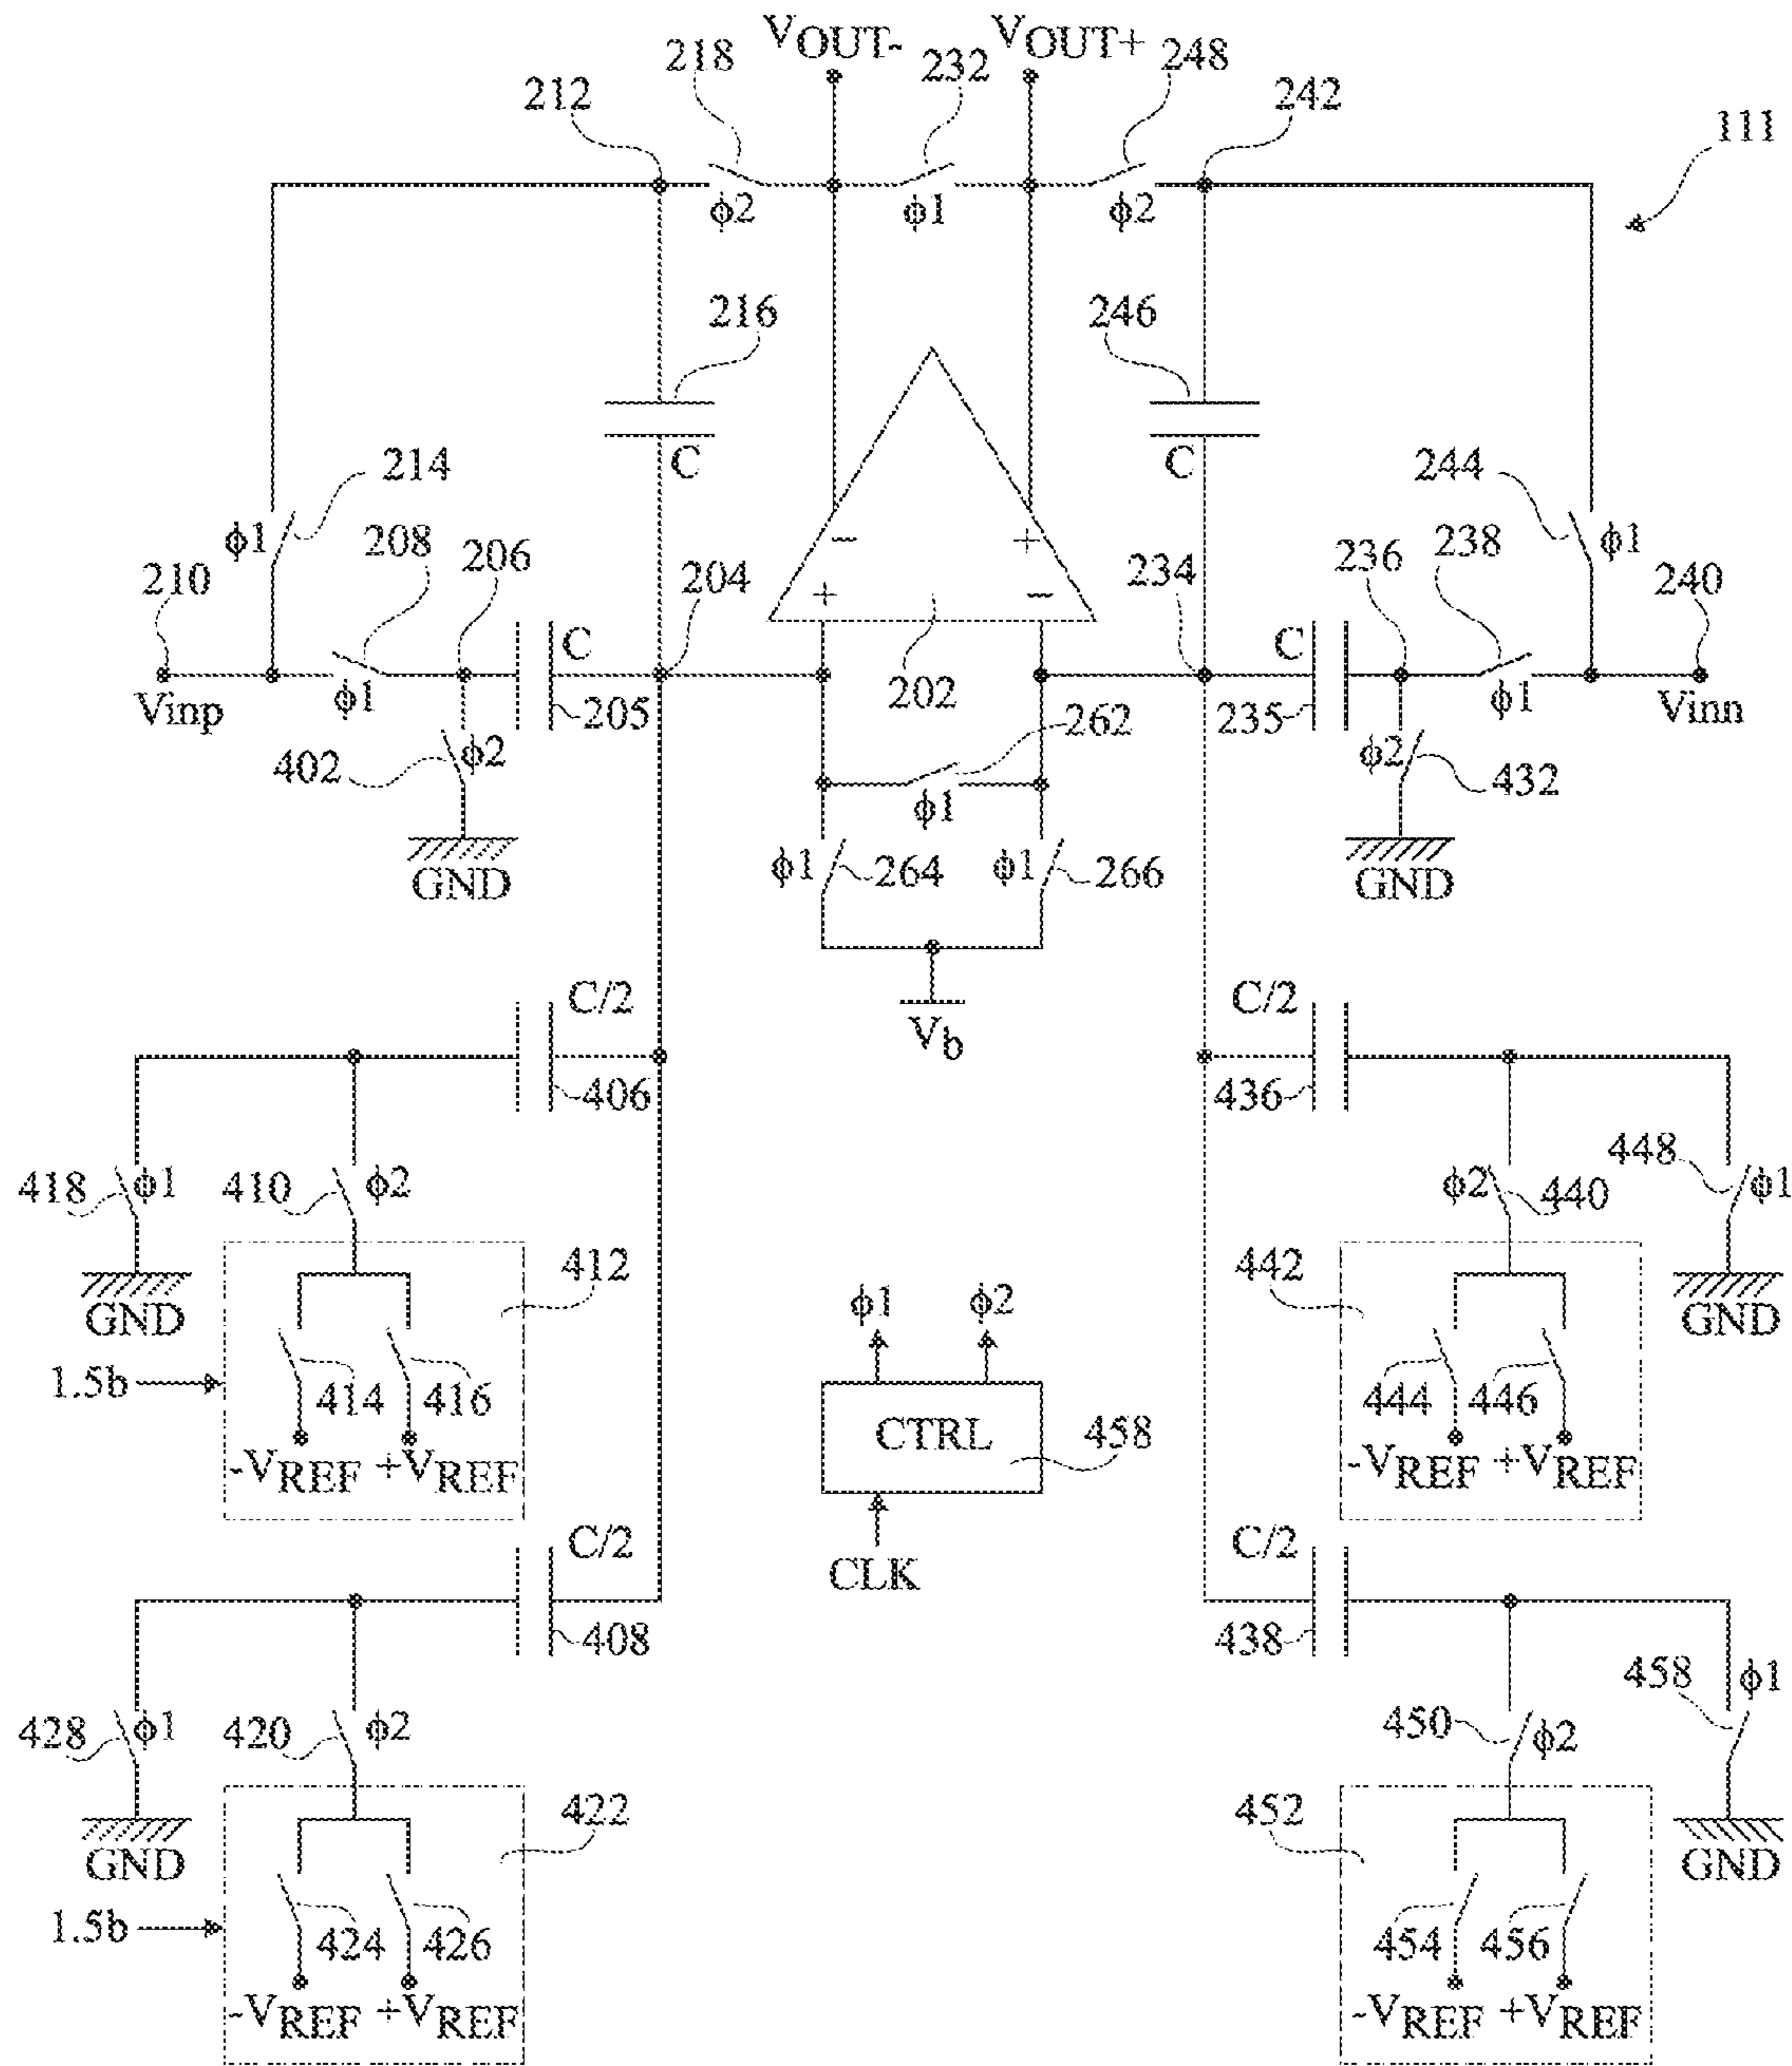 VOUT- VOUT+
218 232 248
212 242
111
ϕ2 ϕ1 ϕ2
216 246
C C
214 244
ϕ1 208 206 - + 236 238 ϕ1
210 204 234 240
+ -
C C
Vinp ϕ1 205 202 235 ϕ1 Vinn
402 ϕ2 262 ϕ2 432
ϕ1
GND ϕ1 264 ϕ1 266 GND
C/2 Vb C/2
406 436
418 ϕ1 410 ϕ2 ϕ2 440 448 ϕ1
412 442
GND ϕ1 ϕ2 GND
1.5b 414 416 444 446
CTRL 458
-VREF +VREF -VREF +VREF
C/2 C/2
CLK
408 438
428 ϕ1 420 ϕ2 450 ϕ2 458 ϕ1
422 452
GND GND
1.5b 424 426 454 456
-VREF +VREF -VREF +VREF